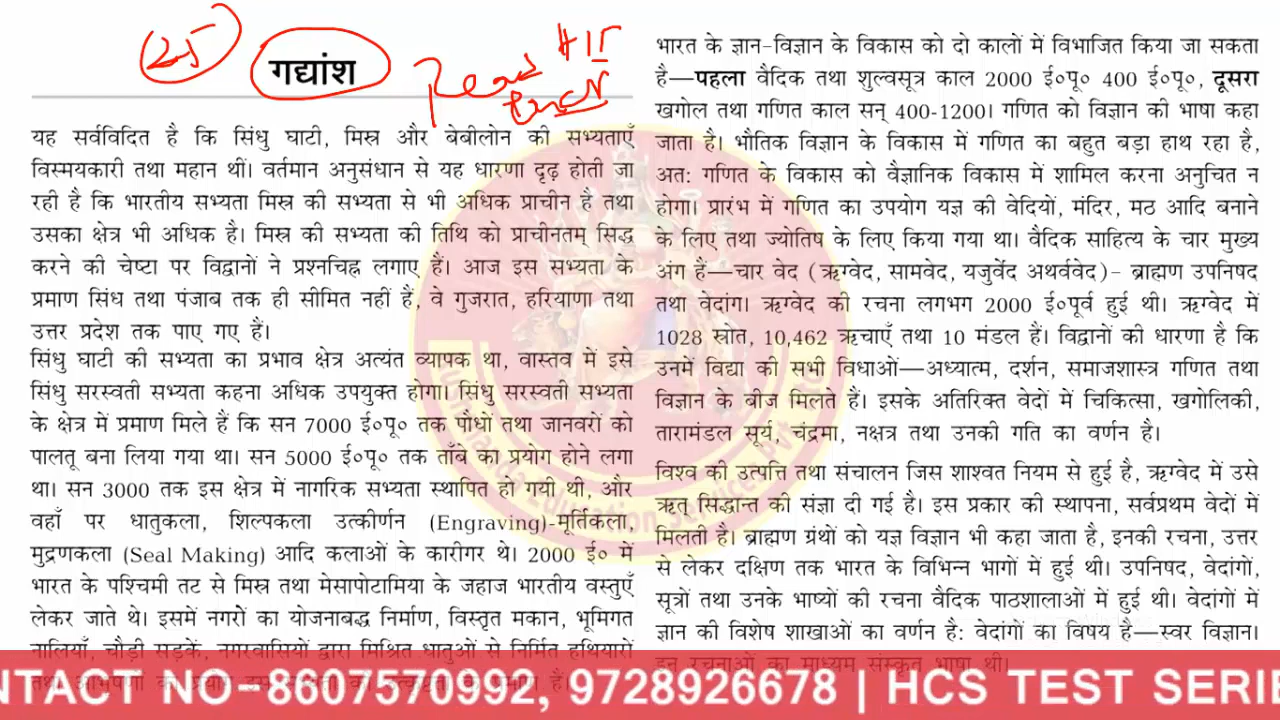 25
गद्यांश
यह सर्वविदित है कि सिंधु घाटी, मिस्र और बेबीलोन की सभ्यताएँ
विस्मयकारी तथा महान थीं। वर्तमान अनुसंधान से यह धारणा दृढ़ होती जा
रही है कि भारतीय सभ्यता मिस्र की सभ्यता से भी अधिक प्राचीन है तथा
उसका क्षेत्र भी अधिक है। मिस्र की सभ्यता की तिथि को प्राचीनतम् सिद्ध
करने की चेष्टा पर विद्वानों ने प्रश्नचिह्न लगाए हैं। आज इस सभ्यता के
प्रमाण सिंध तथा पंजाब तक ही सीमित नहीं है, वे गुजरात, हरियाणा तथा
उत्तर प्रदेश तक पाए गए हैं।
सिंधु घाटी की सभ्यता का प्रभाव क्षेत्र अत्यंत व्यापक था, वास्तव में इसे
सिंधु सरस्वती सभ्यता कहना अधिक उपयुक्त होगा। सिंधु सरस्वती सभ्यता
के क्षेत्र में प्रमाण मिले हैं कि सन 7000 ई०पू० तक पौधों तथा जानवरों को
पालतू बना लिया गया था। सन 5000 ई०पू० तक ताँबे का प्रयोग होने लगा
था। सन 3000 तक इस क्षेत्र में नागरिक सभ्यता स्थापित हो गयी थी, और
वहाँ पर धातुकला, शिल्पकला उत्कीर्णन (Engraving)-मूर्तिकला,
मुद्रणकला (Seal Making) आदि कलाओं के कारीगर थे। 2000 ई० में
भारत के पश्चिमी तट से मिस्र तथा मेसापोटामिया के जहाज भारतीय वस्तुएँ
लेकर जाते थे। इसमें नगरों का योजनाबद्ध निर्माण, विस्तृत मकान, भूमिगत
नालियाँ, चौड़ी सड़कें, नगरवासियों द्वारा मिश्रित धातुओं से निर्मित हथियारों
भारत के ज्ञान-विज्ञान के विकास को दो कालों में विभाजित किया जा सकता
है—पहला वैदिक तथा शुल्वसूत्र काल 2000 ई०पू० 400 ई०पू०, दूसरा
खगोल तथा गणित काल सन् 400-1200। गणित को विज्ञान की भाषा कहा
जाता है। भौतिक विज्ञान के विकास में गणित का बहुत बड़ा हाथ रहा है,
अत: गणित के विकास को वैज्ञानिक विकास में शामिल करना अनुचित न
होगा। प्रारंभ में गणित का उपयोग यज्ञ की वेदियों, मंदिर, मठ आदि बनाने
के लिए तथा ज्योतिष के लिए किया गया था। वैदिक साहित्य के चार मुख्य
अंग हैं—चार वेद (ऋग्वेद, सामवेद, यजुर्वेद अथर्ववेद)- ब्राह्मण उपनिषद
तथा वेदांग। ऋग्वेद की रचना लगभग 2000 ई०पूर्व हुई थी। ऋग्वेद में
1028 स्रोत, 10,462 ऋचाएँ तथा 10 मंडल है। विद्वानों की धारणा है कि
उनमें विद्या की सभी विधाओं—अध्यात्म, दर्शन, समाजशास्त्र गणित तथा
विज्ञान के बीज मिलते हैं। इसके अतिरिक्त वेदों में चिकित्सा, खगोलिकी,
तारामंडल सूर्य, चंद्रमा, नक्षत्र तथा उनकी गति का वर्णन है।
विश्व की उत्पत्ति तथा संचालन जिस शाश्वत नियम से हुई है, ऋग्वेद में उसे
ऋत् सिद्धान्त की संज्ञा दी गई है। इस प्रकार की स्थापना, सर्वप्रथम वेदों में
मिलती है। ब्राह्मण ग्रंथों को यज्ञ विज्ञान भी कहा जाता है, इनकी रचना, उत्तर
से लेकर दक्षिण तक भारत के विभिन्न भागों में हुई थी। उपनिषद, वेदांगों,
सूत्रों तथा उनके भाष्यों की रचना वैदिक पाठशालाओं में हुई थी। वेदांगों में
ज्ञान की विशेष शाखाओं का वर्णन है: वेदांगों का विषय है—स्वर विज्ञान।
इन रचनाओं का माध्यम संस्कृत भाषा थी।
NTACT NO-8607570992, 9728926678 | HCS TEST SERIE